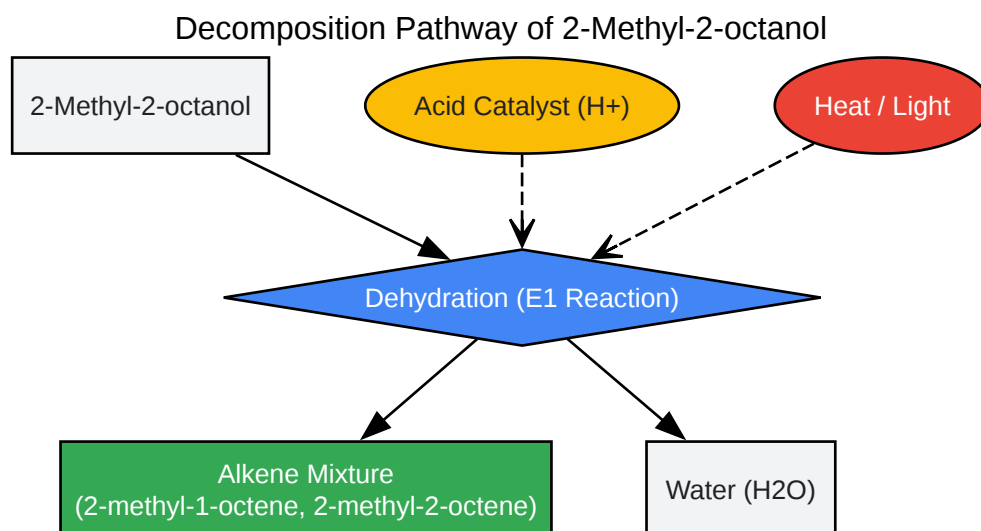 Decomposition Pathway of 2-Methyl-2-octanol
2-Methyl-2-octanol
Acid Catalyst (H+)
Heat / Light
Dehydration (E1 Reaction)
Alkene Mixture
(2-methyl-1-octene, 2-methyl-2-octene)
Water (H2O)